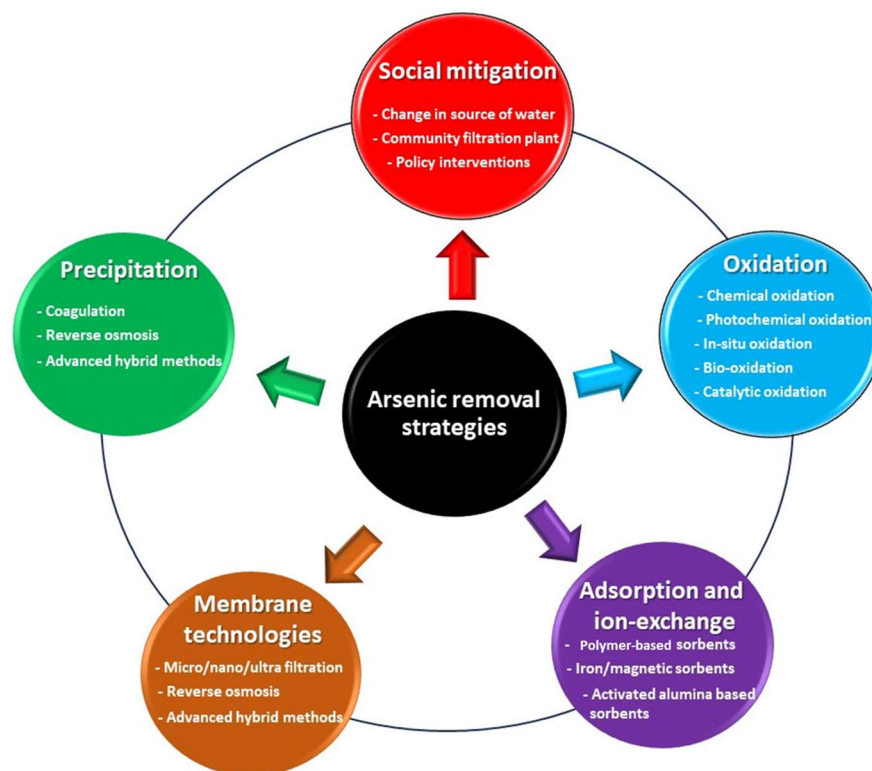 Social mitigation
- Change in source of water
- Community filtration plant
- Policy interventions
Oxidation
- Chemical oxidation
- Photochemical oxidation
- In-situ oxidation
- Bio-oxidation
- Catalytic oxidation
Precipitation
- Coagulation
- Reverse osmosis
- Advanced hybrid methods
Arsenic removal
strategies
Membrane
technologies
- Micro/nano/ultra filtration
- Reverse osmosis
- Advanced hybrid methods
Adsorption and
ion-exchange
- Polymer-based sorbents
- Iron/magnetic sorbents
- Activated alumina based
sorbents